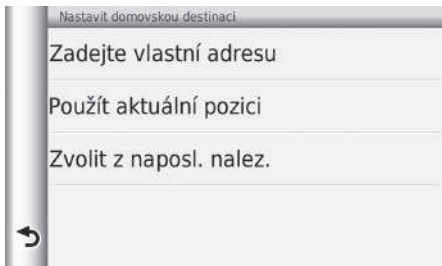 Nastavit domovskou destinaci
Zadejte vlastní adresu
Použít aktuální pozici
Zvolit z naposl. nalez.